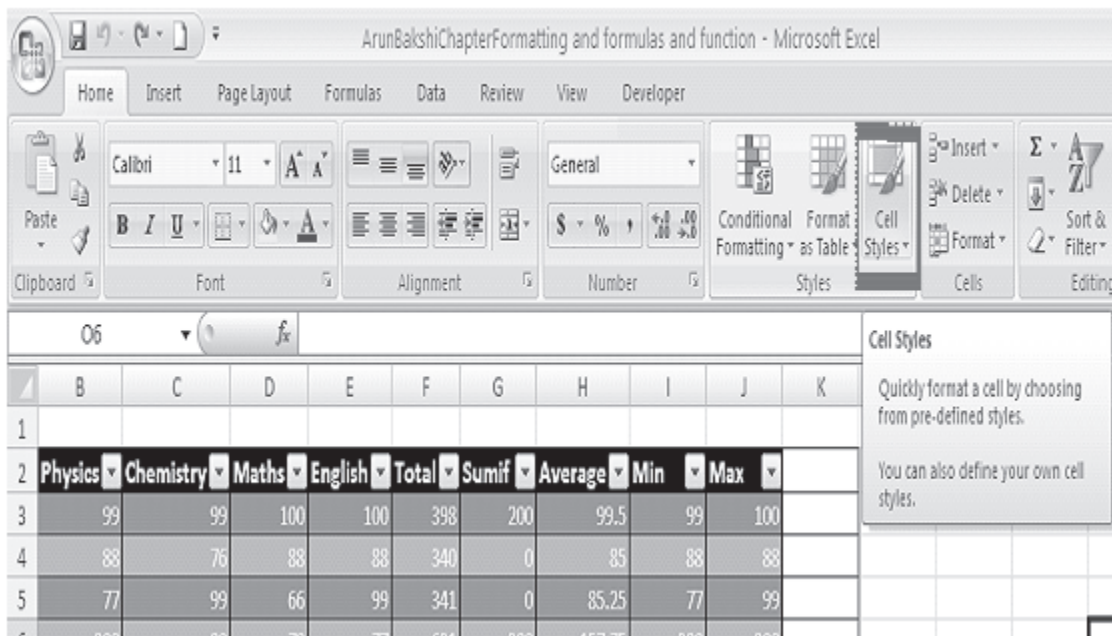 ArunBakshiChapterFormatting and formulas and function - Microsoft Excel
Home Insert Page Layout Formulas Data Review View Developer
Calibri 11 A A General
Paste B I U A $ % , Conditional Formatting Format as Table Cell Styles Insert Delete Format Σ A Z Sort & Filter
Clipboard Font Alignment Number Styles Cells Editing
O6 fx
Cell Styles
Quickly format a cell by choosing
from pre-defined styles.
You can also define your own cell
styles.
B C D E F G H I J K
1
2 Physics Chemistry Maths English Total Sumif Average Min Max
3 99 99 100 100 398 200 99.5 99 100
4 88 76 88 88 340 0 85 88 88
5 77 99 66 99 341 0 85.25 77 99